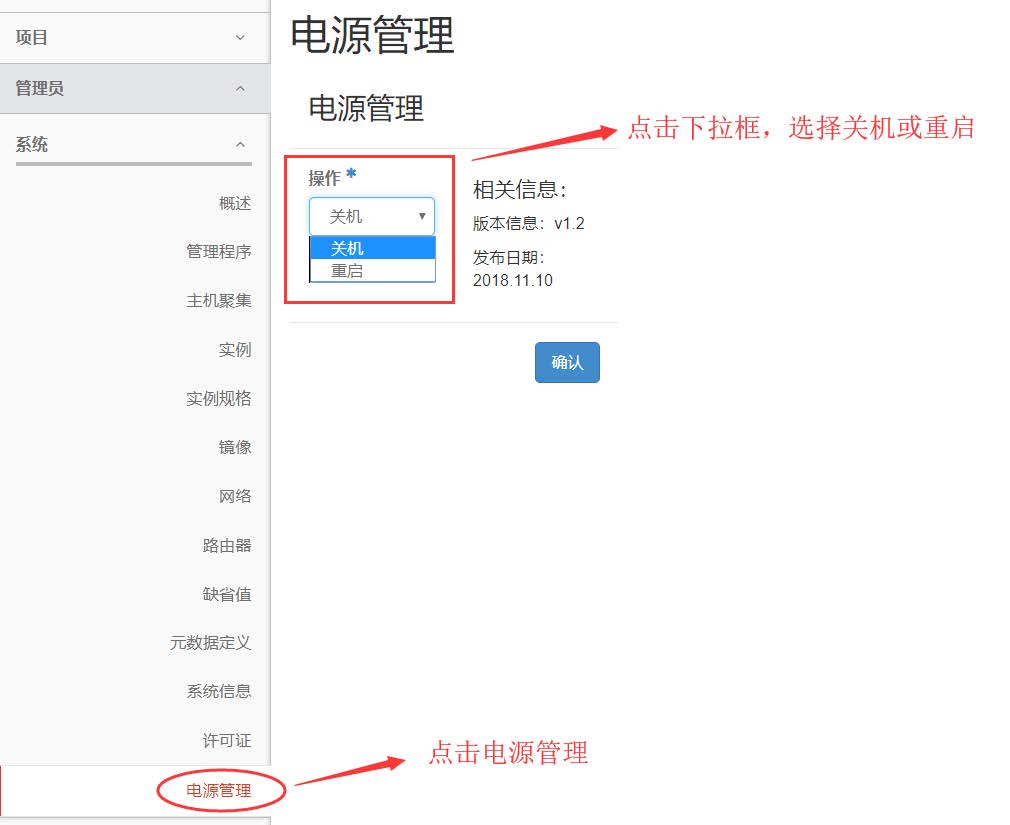 项目
管理员
系统
概述
管理程序
主机聚集
实例
实例规格
镜像
网络
路由器
缺省值
元数据定义
系统信息
许可证
电源管理
电源管理
电源管理
操作 *
关机
关机
重启
点击下拉框，选择关机或重启
相关信息：
版本信息：v1.2
发布日期：
2018.11.10
确认
点击电源管理